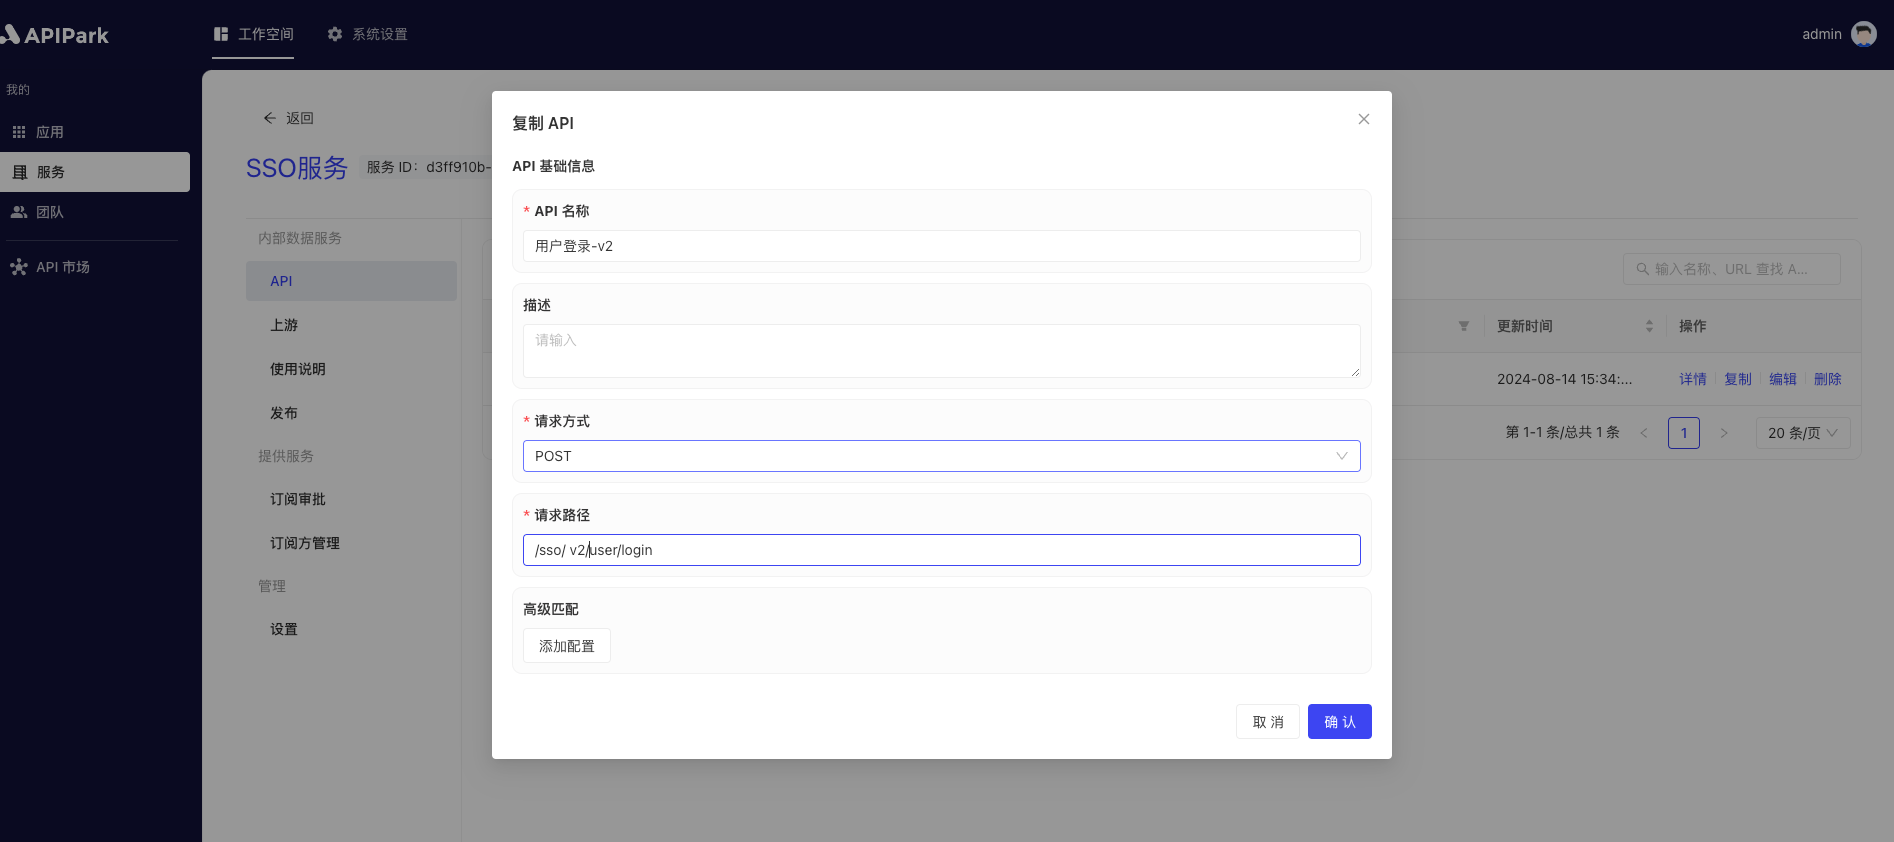 APIPark
工作空间
系统设置
admin
我的
应用
服务
团队
API 市场
返回
SSO服务
服务 ID：d3ff910b-
内部数据服务
API
上游
使用说明
发布
提供服务
订阅审批
订阅方管理
管理
设置
输入名称、URL 查找 A...
更新时间
操作
2024-08-14 15:34:...
详情
复制
编辑
删除
第 1-1 条/总共 1 条
1
20 条/页
复制 API
API 基础信息
* API 名称
用户登录-v2
描述
请输入
* 请求方式
POST
* 请求路径
/sso/ v2/user/login
高级匹配
添加配置
取 消
确 认